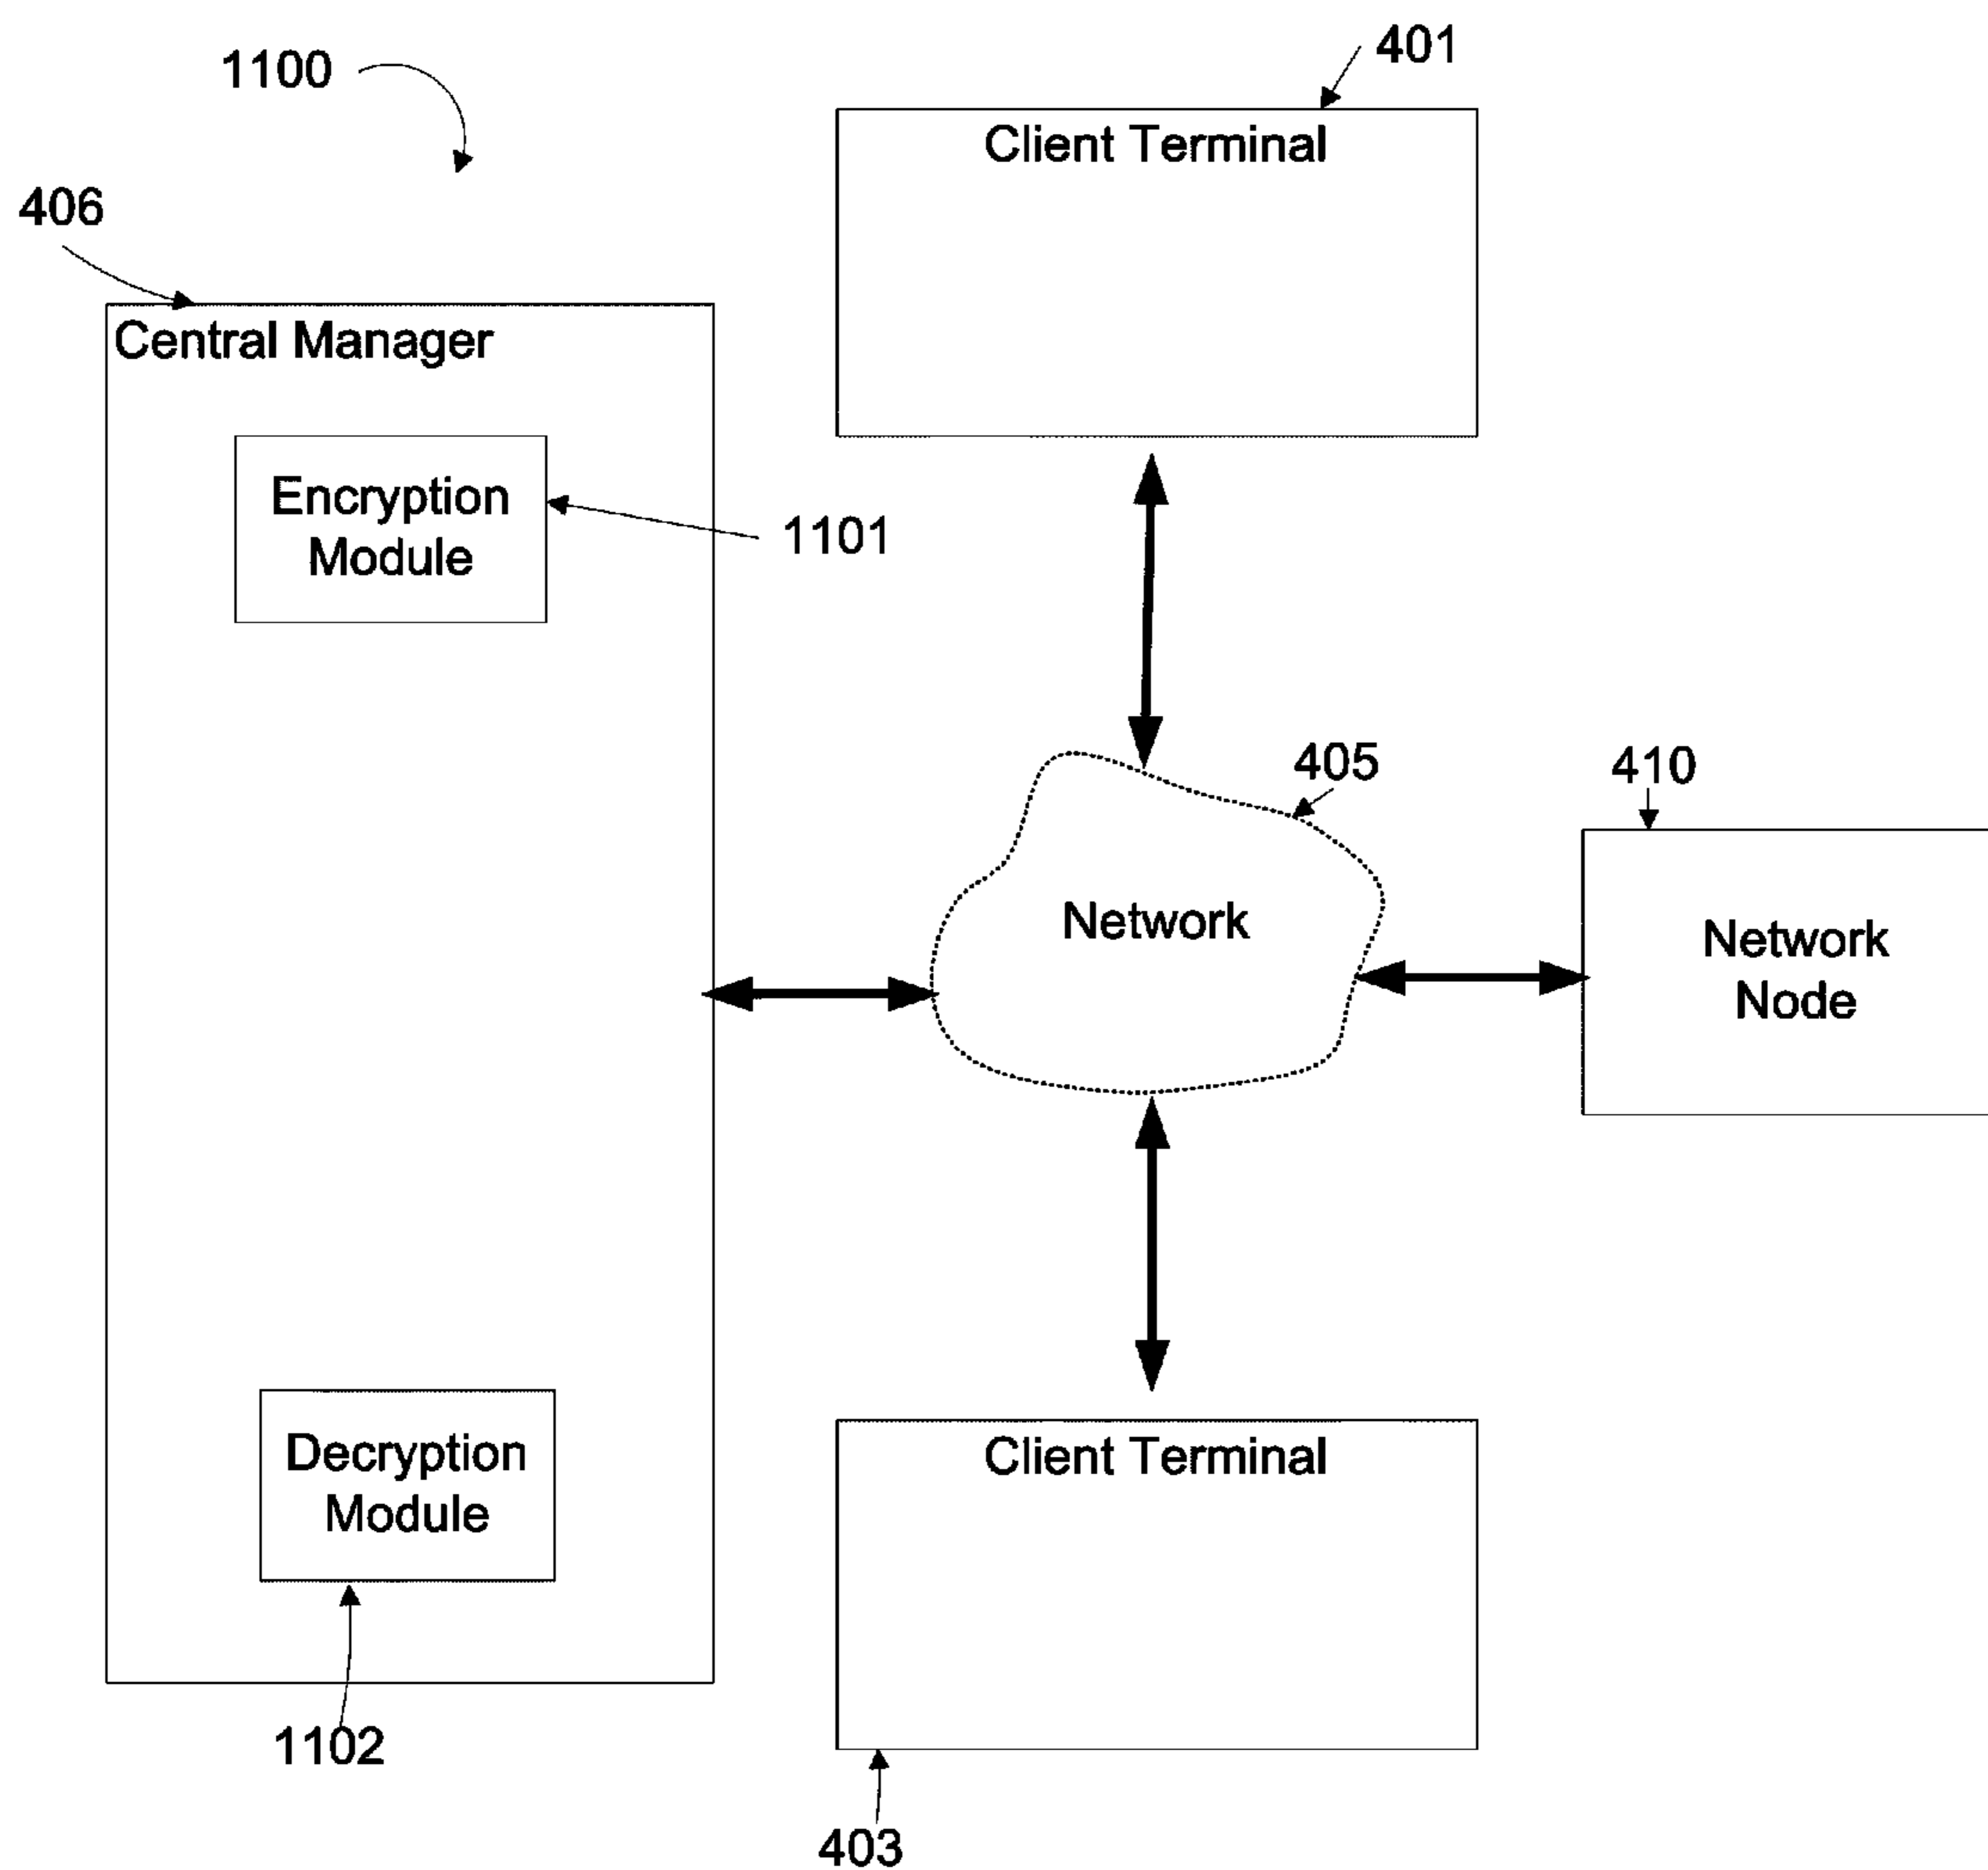 1100
401
Client Terminal
406
Central Manager
Encryption
Module
1101
405
410
Network
Network
Node
Client Terminal
Decryption
Module
1102
403